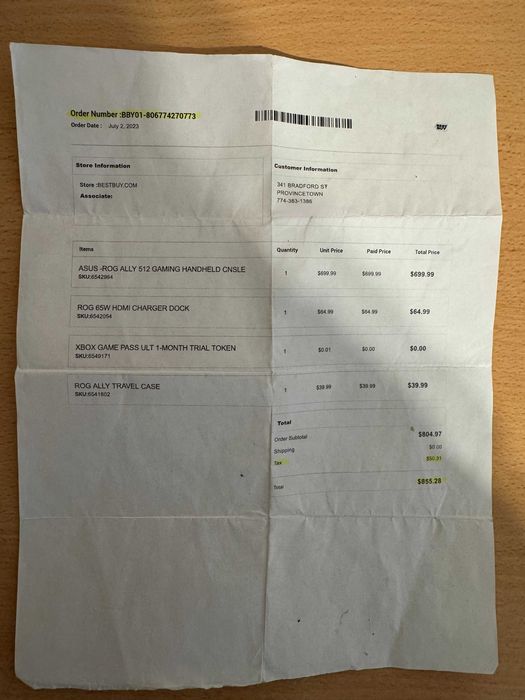 Order Number :BBY01-806774270773
Order Date : July 2, 2023
Store Information
Store :BESTBUY.COM
Associate:
Customer Information
341 BRADFORD ST
PROVINCETOWN
774-383-1386
Items Quantity Unit Price Paid Price Total Price
ASUS -ROG ALLY 512 GAMING HANDHELD CNSLE 1 $699.99 $699.99 $699.99
SKU:6542964
ROG 65W HDMI CHARGER DOCK 1 $64.99 $64.99 $64.99
SKU:6542054
XBOX GAME PASS ULT 1-MONTH TRIAL TOKEN 1 $0.01 $0.00 $0.00
SKU:6549171
ROG ALLY TRAVEL CASE 1 $39.99 $39.99 $39.99
SKU:6541802
Total
Order Subtotal $804.97
Shipping $0.00
Tax $50.31
Total $855.28